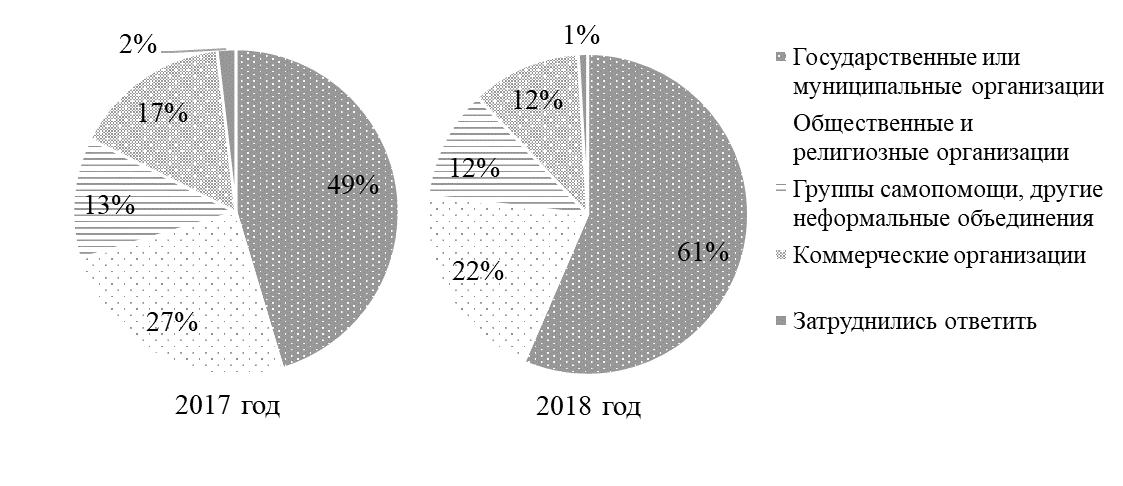 2%
17%
13%
27%
49%
2017 год
1%
12%
12%
22%
61%
2018 год
Государственные или
муниципальные организации
Общественные и
религиозные организации
Группы самопомощи, другие
неформальные объединения
Коммерческие организации
Затруднились ответить